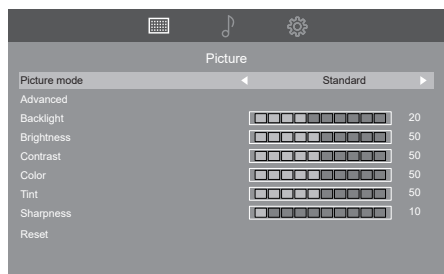 Picture
Picture mode Standard
Advanced
Backlight 20
Brightness 50
Contrast 50
Color 50
Tint 50
Sharpness 10
Reset